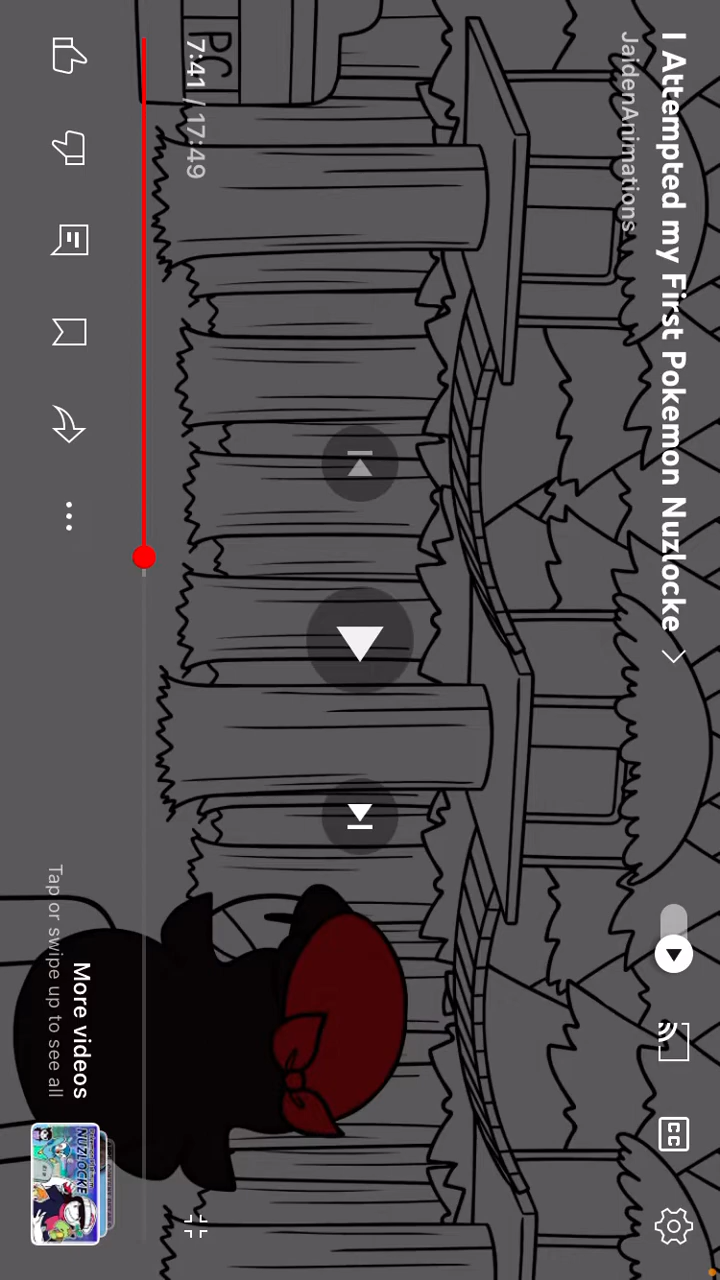 I Attempted my First Pokemon Nuzlocke
JaidenAnimations
PC
7:41 / 17:49
CC
More videos
Tap or swipe up to see all
NUZLOCKE